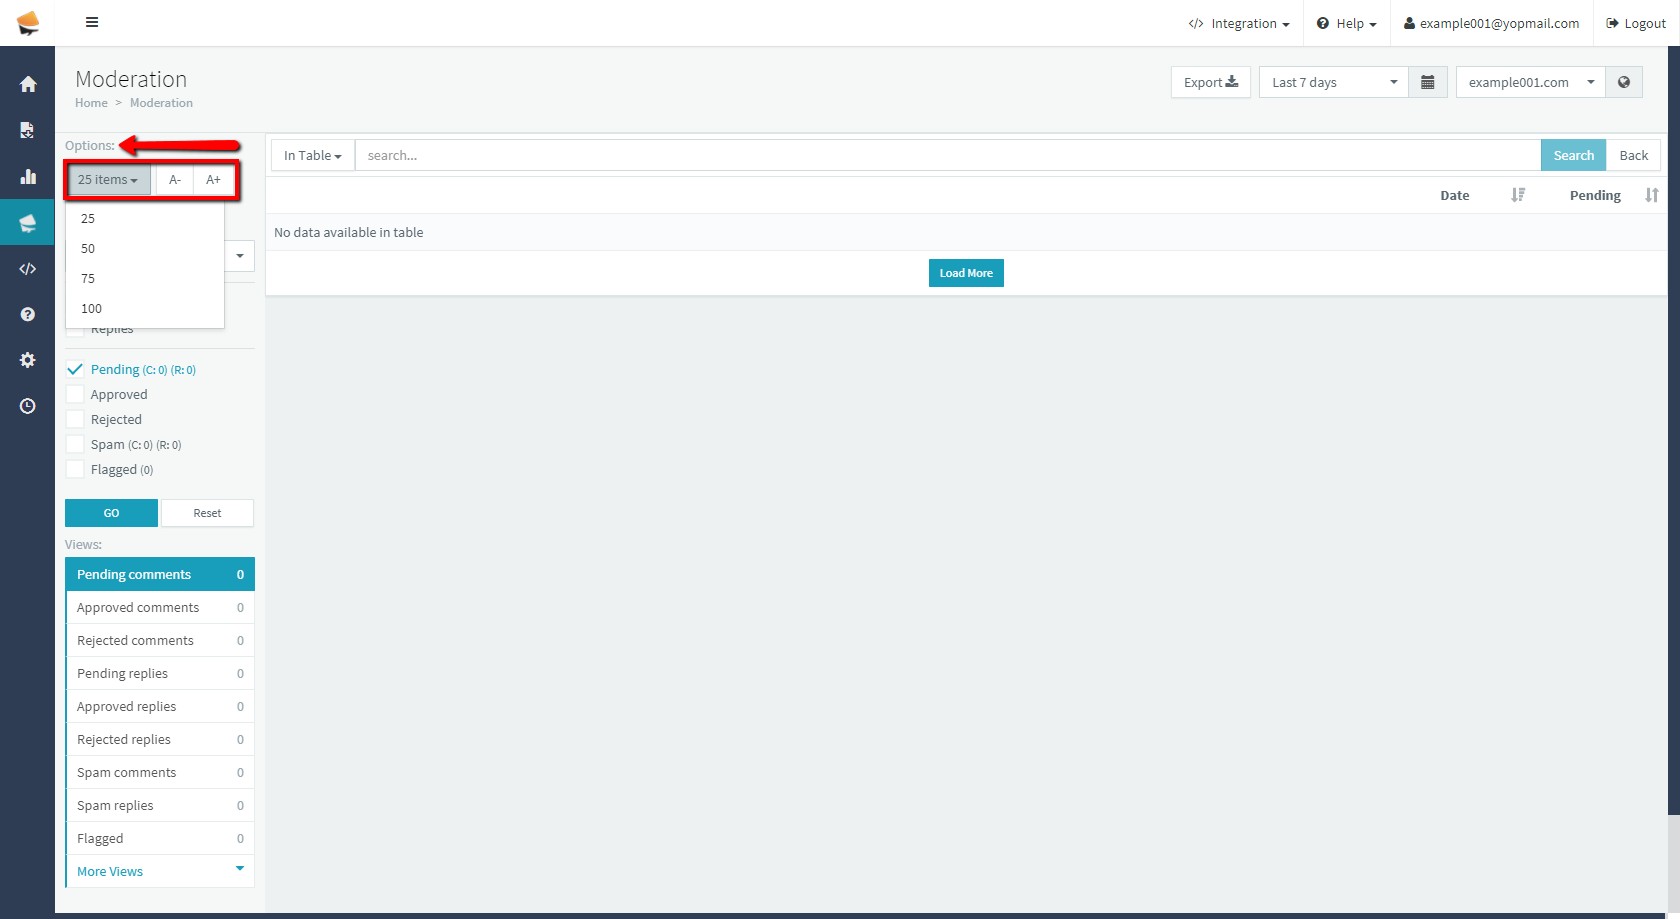 Integration
Help
example001@yopmail.com
Logout
Moderation
Home > Moderation
Export
Last 7 days
example001.com
Options:
25 items
A-
A+
25
50
75
100
Replies
Pending (C: 0) (R: 0)
Approved
Rejected
Spam (C: 0) (R: 0)
Flagged (0)
GO
Reset
Views:
Pending comments 0
Approved comments 0
Rejected comments 0
Pending replies 0
Approved replies 0
Rejected replies 0
Spam comments 0
Spam replies 0
Flagged 0
More Views
In Table
search...
Search
Back
Date
Pending
No data available in table
Load More